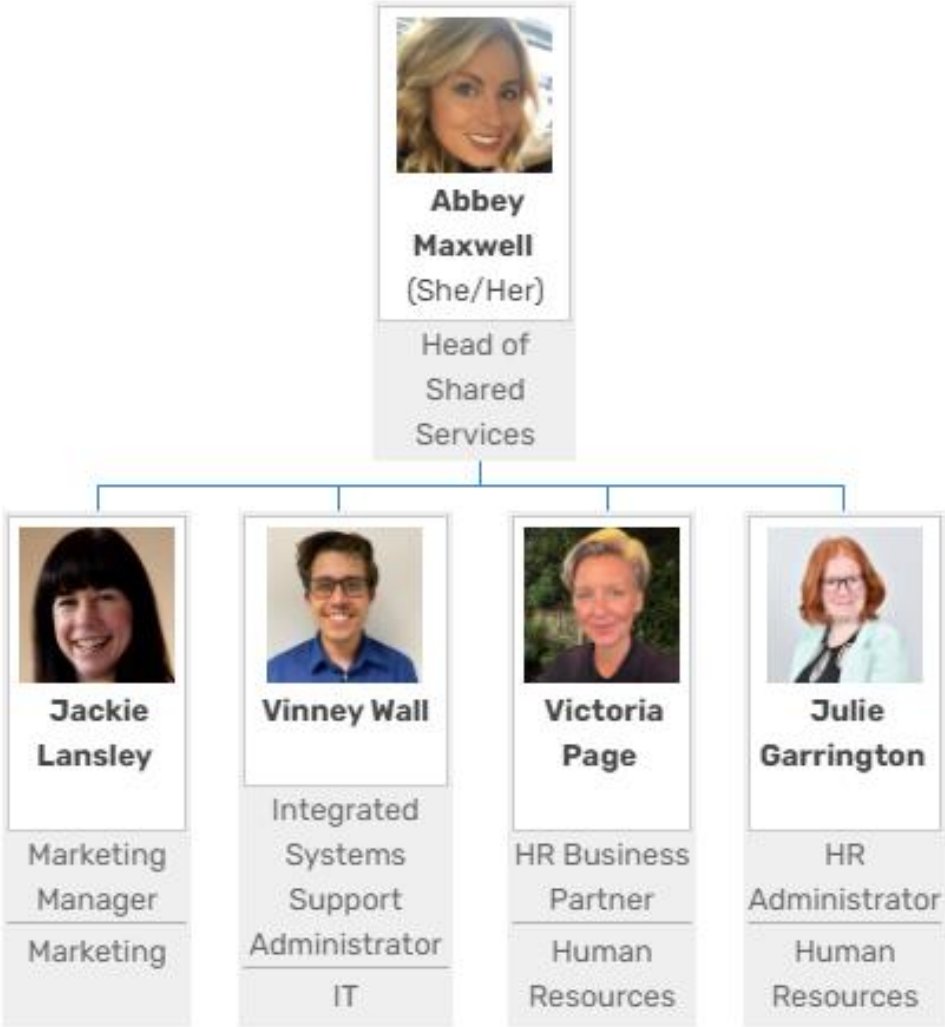 Abbey
Maxwell
(She/Her)
Head of
Shared
Services
Jackie
Lansley
Marketing
Manager
Marketing
Vinney Wall
Integrated
Systems
Support
Administrator
IT
Victoria
Page
HR Business
Partner
Human
Resources
Julie
Garrington
HR
Administrator
Human
Resources